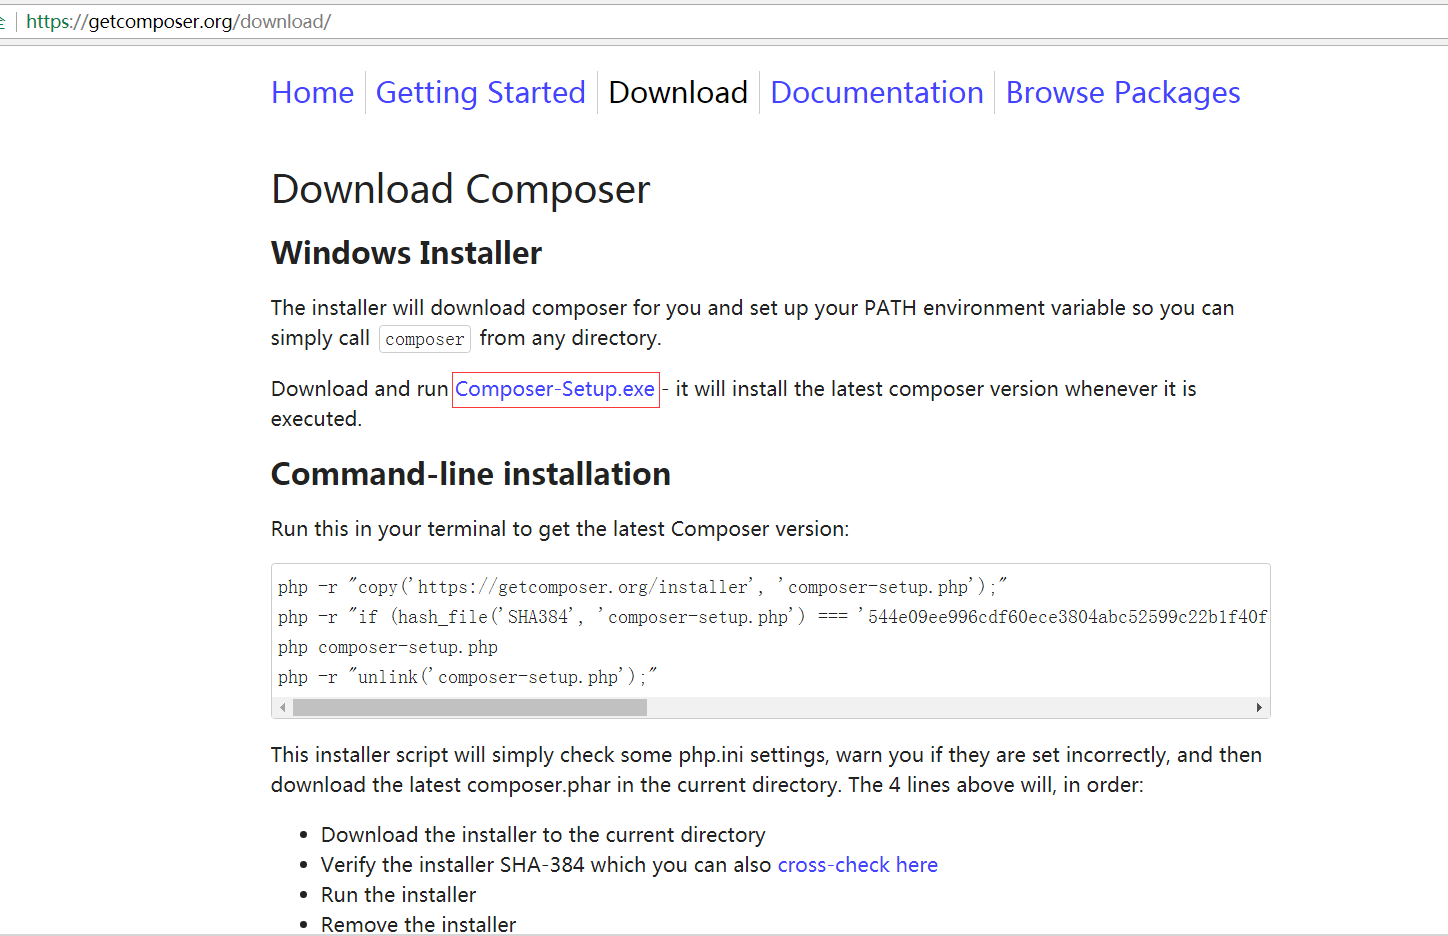 https://getcomposer.org/download/
Home Getting Started Download Documentation Browse Packages
Download Composer
Windows Installer
The installer will download composer for you and set up your PATH environment variable so you can
simply call composer from any directory.
Download and run Composer-Setup.exe - it will install the latest composer version whenever it is
executed.
Command-line installation
Run this in your terminal to get the latest Composer version:
php -r "copy('https://getcomposer.org/installer', 'composer-setup.php');"
php -r "if (hash_file('SHA384', 'composer-setup.php') === '544e09ee996cdf60ece3804abc52599c22b1f40f
php composer-setup.php
php -r "unlink('composer-setup.php');"
This installer script will simply check some php.ini settings, warn you if they are set incorrectly, and then
download the latest composer.phar in the current directory. The 4 lines above will, in order:
• Download the installer to the current directory
• Verify the installer SHA-384 which you can also cross-check here
• Run the installer
• Remove the installer